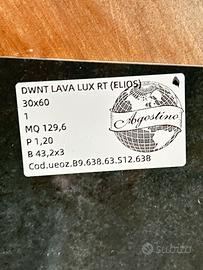 DWNT LAVA LUX RT (ELIOS)
30x60
1
MQ 129,6
P 1,20
B 43,2x3
Cod.ueoz.B9.638.63.S12.638
Agostino
subito